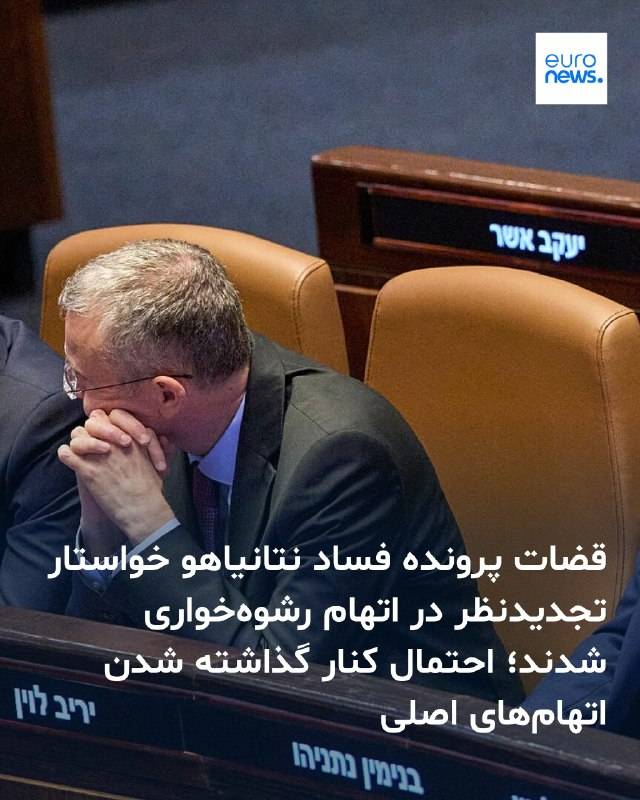 euro
news.
יעקב אשר
قضات پرونده فساد نتانیاهو خواستار
تجدیدنظر در اتهام رشوه‌خواری
شدند؛ احتمال کنار گذاشته شدن
اتهام‌های اصلی
יריב לוין
בנימין נתניהו